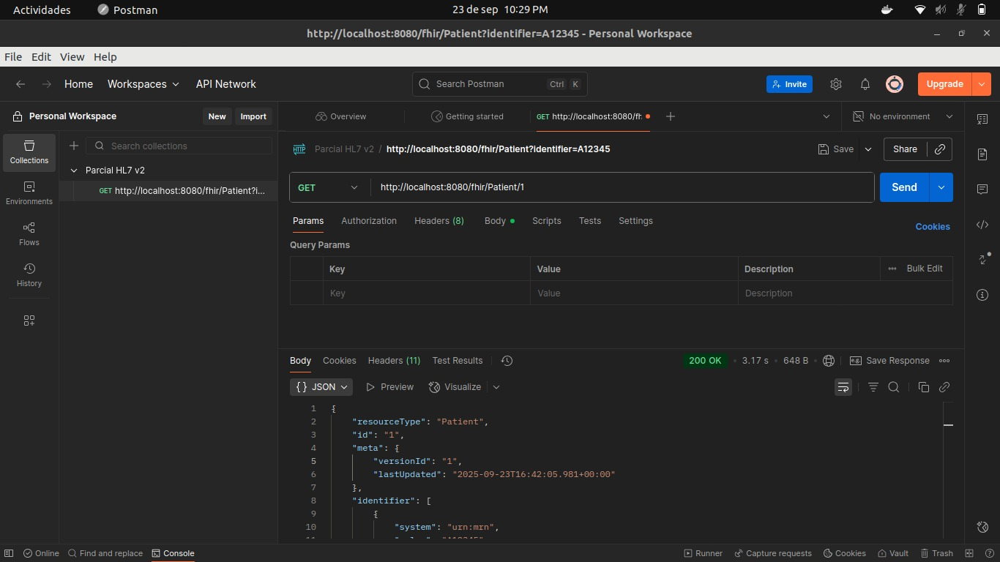 Actividades Postman 23 de sep 10:29 PM
http://localhost:8080/fhir/Patient?identifier=A12345 - Personal Workspace
File Edit View Help
Home Workspaces API Network Search Postman Ctrl K Invite Upgrade
Personal Workspace New Import Overview Getting started GET http://localhost:8080/fh No environment
Collections Search collections HTTP Parcial HL7 v2 / http://localhost:8080/fhir/Patient?identifier=A12345 Save Share
Parcial HL7 v2
GET http://localhost:8080/fhir/Patient?i...
Environments
Flows
History
GET http://localhost:8080/fhir/Patient/1 Send
Params Authorization Headers (8) Body Scripts Tests Settings Cookies
Query Params
Key Value Description Bulk Edit
Key Value Description
Body Cookies Headers (11) Test Results 200 OK 3.17 s 648 B e.g. Save Response
{} JSON Preview Visualize
1 {
2 "resourceType": "Patient",
3 "id": "1",
4 "meta": {
5 "versionId": "1",
6 "lastUpdated": "2025-09-23T16:42:05.981+00:00"
7 },
8 "identifier": [
9 {
10 "system": "urn:mrn",
Online Find and replace Console Runner Capture requests Cookies Vault Trash